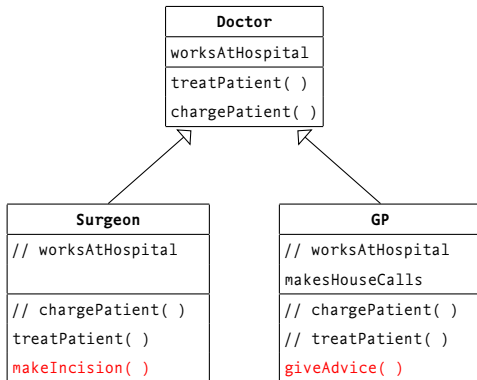 Doctor
worksAtHospital
treatPatient( )
chargePatient( )
Surgeon
// worksAtHospital
// chargePatient( )
treatPatient( )
makeIncision( )
GP
// worksAtHospital
makesHouseCalls
// chargePatient( )
// treatPatient( )
giveAdvice( )